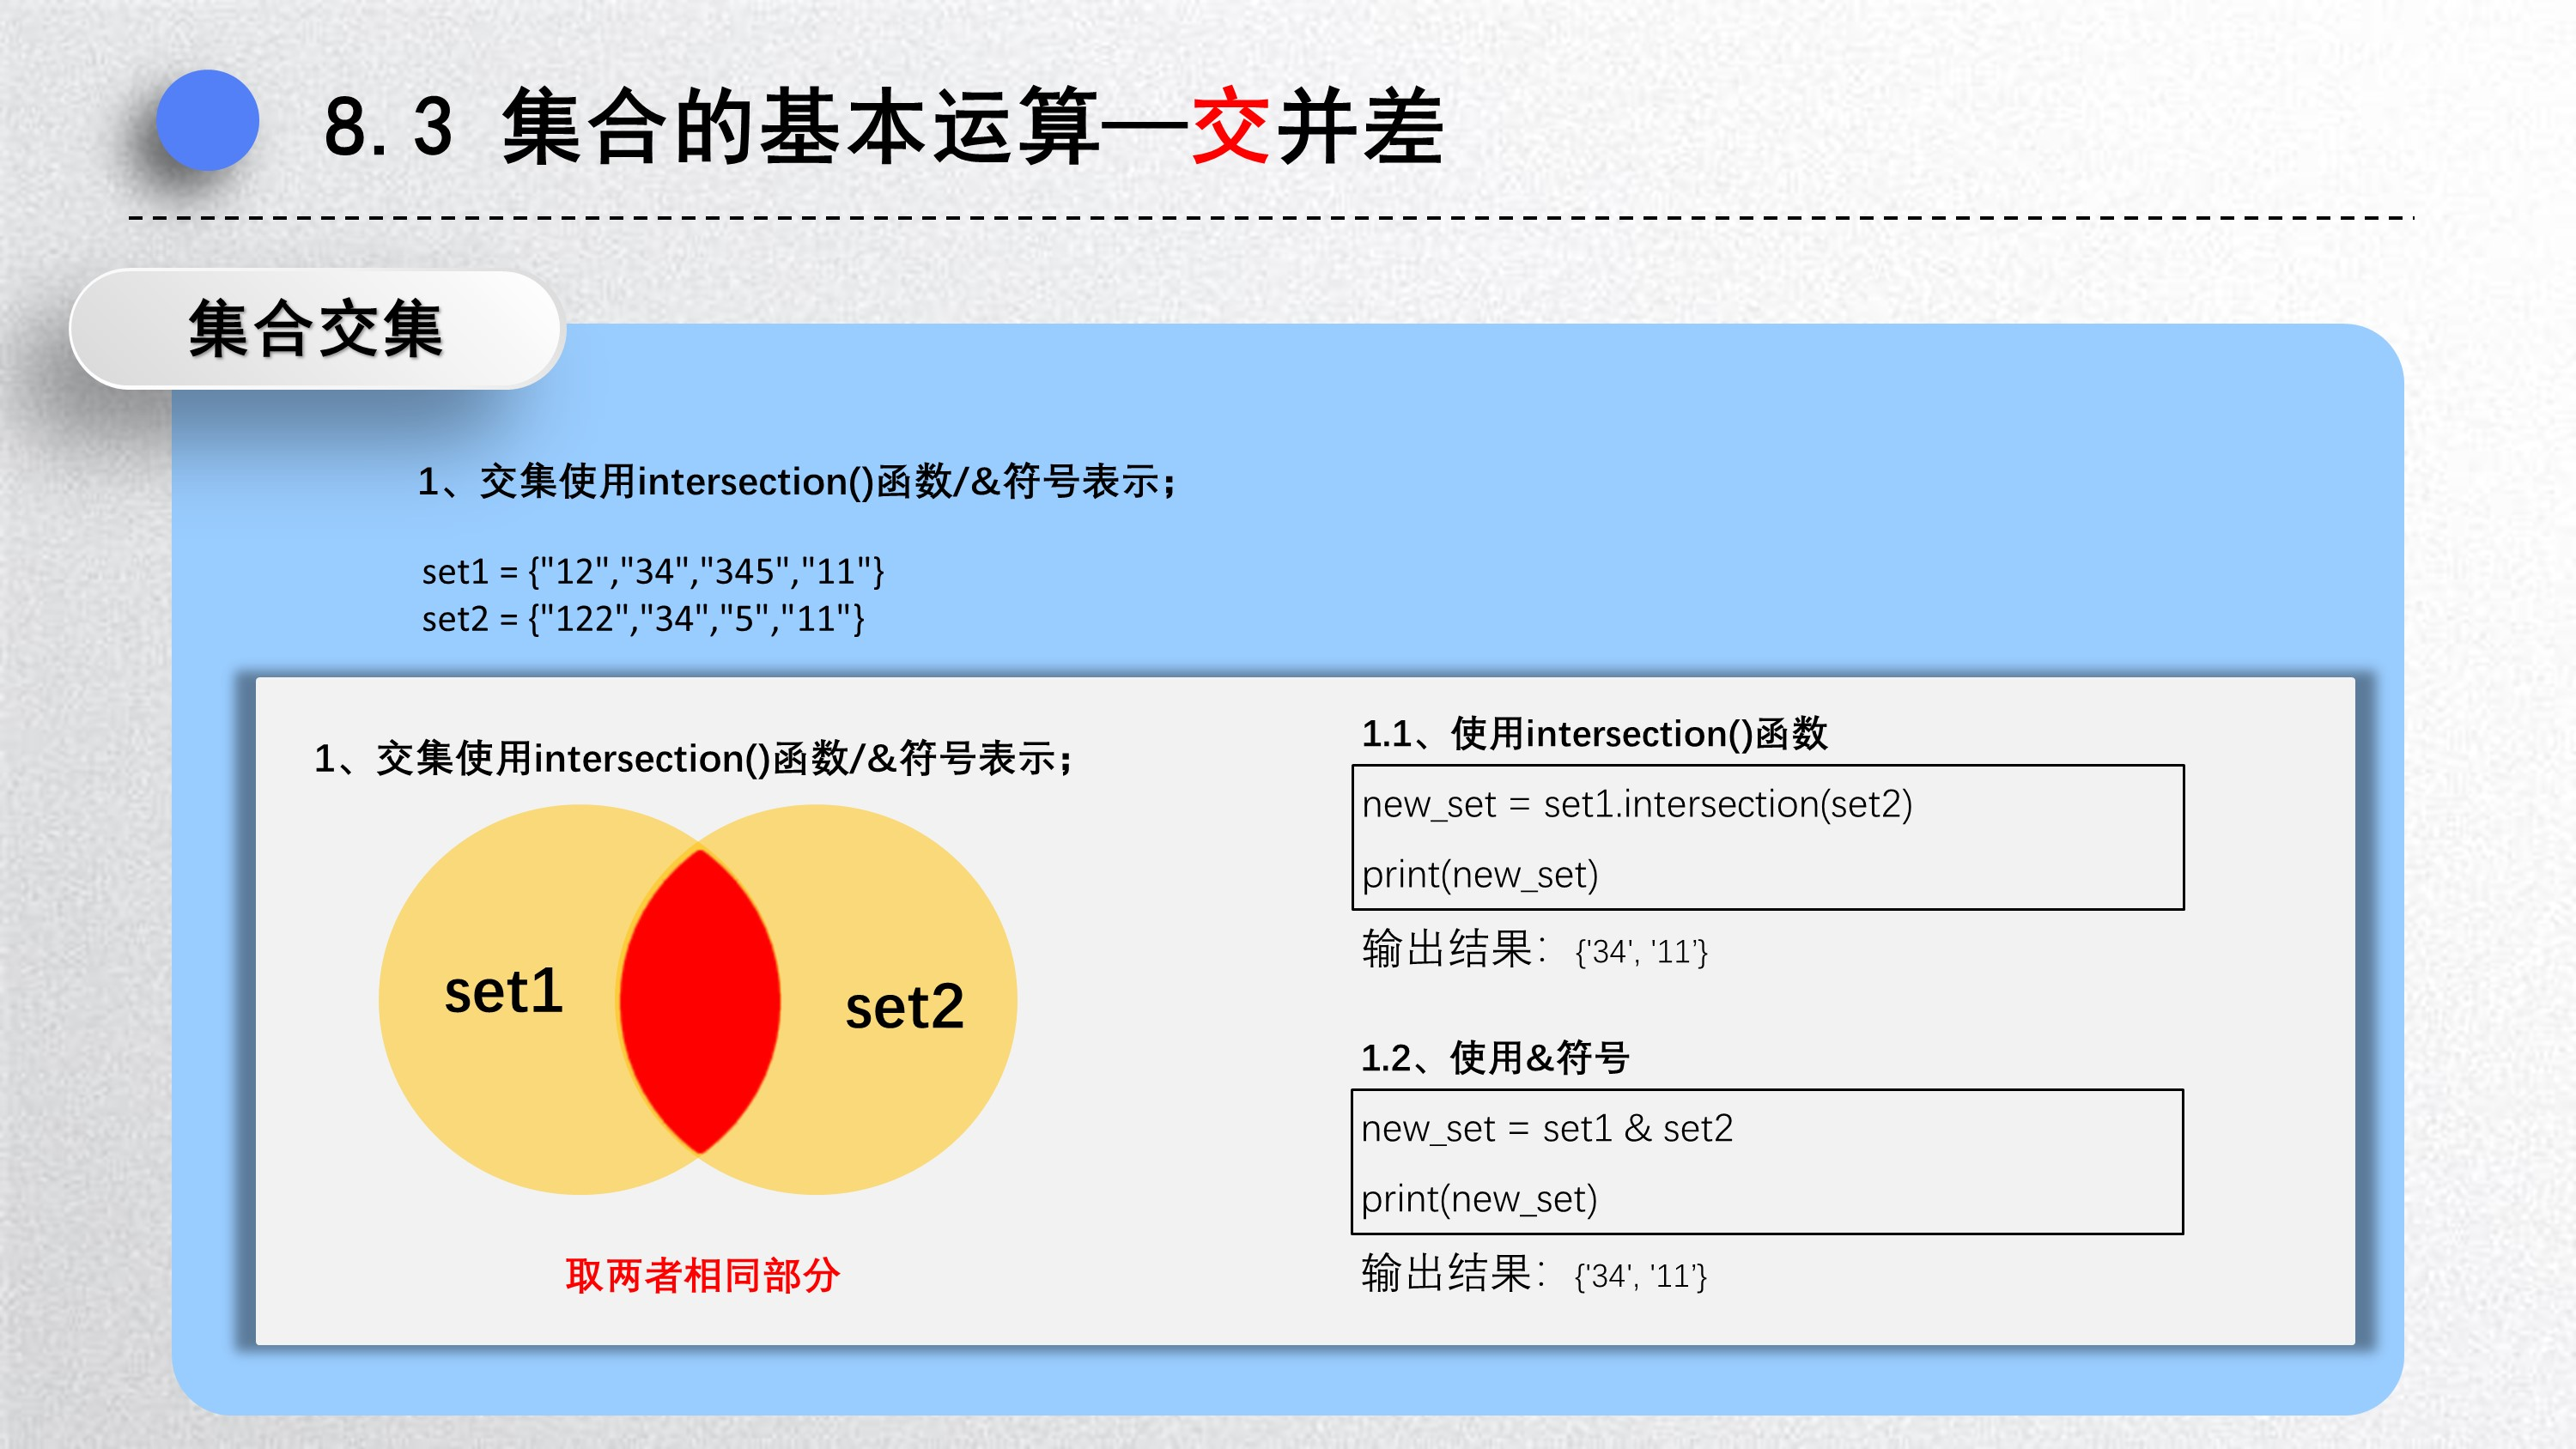 8.3 集合的基本运算—交并差
集合交集
1、交集使用intersection()函数/&符号表示；
set1 = {"12","34","345","11"}
set2 = {"122","34","5","11"}
1、交集使用intersection()函数/&符号表示；
set1
set2
取两者相同部分
1.1、使用intersection()函数
new_set = set1.intersection(set2)
print(new_set)
输出结果： {'34', '11’}
1.2、使用&符号
new_set = set1 & set2
print(new_set)
输出结果： {'34', '11’}